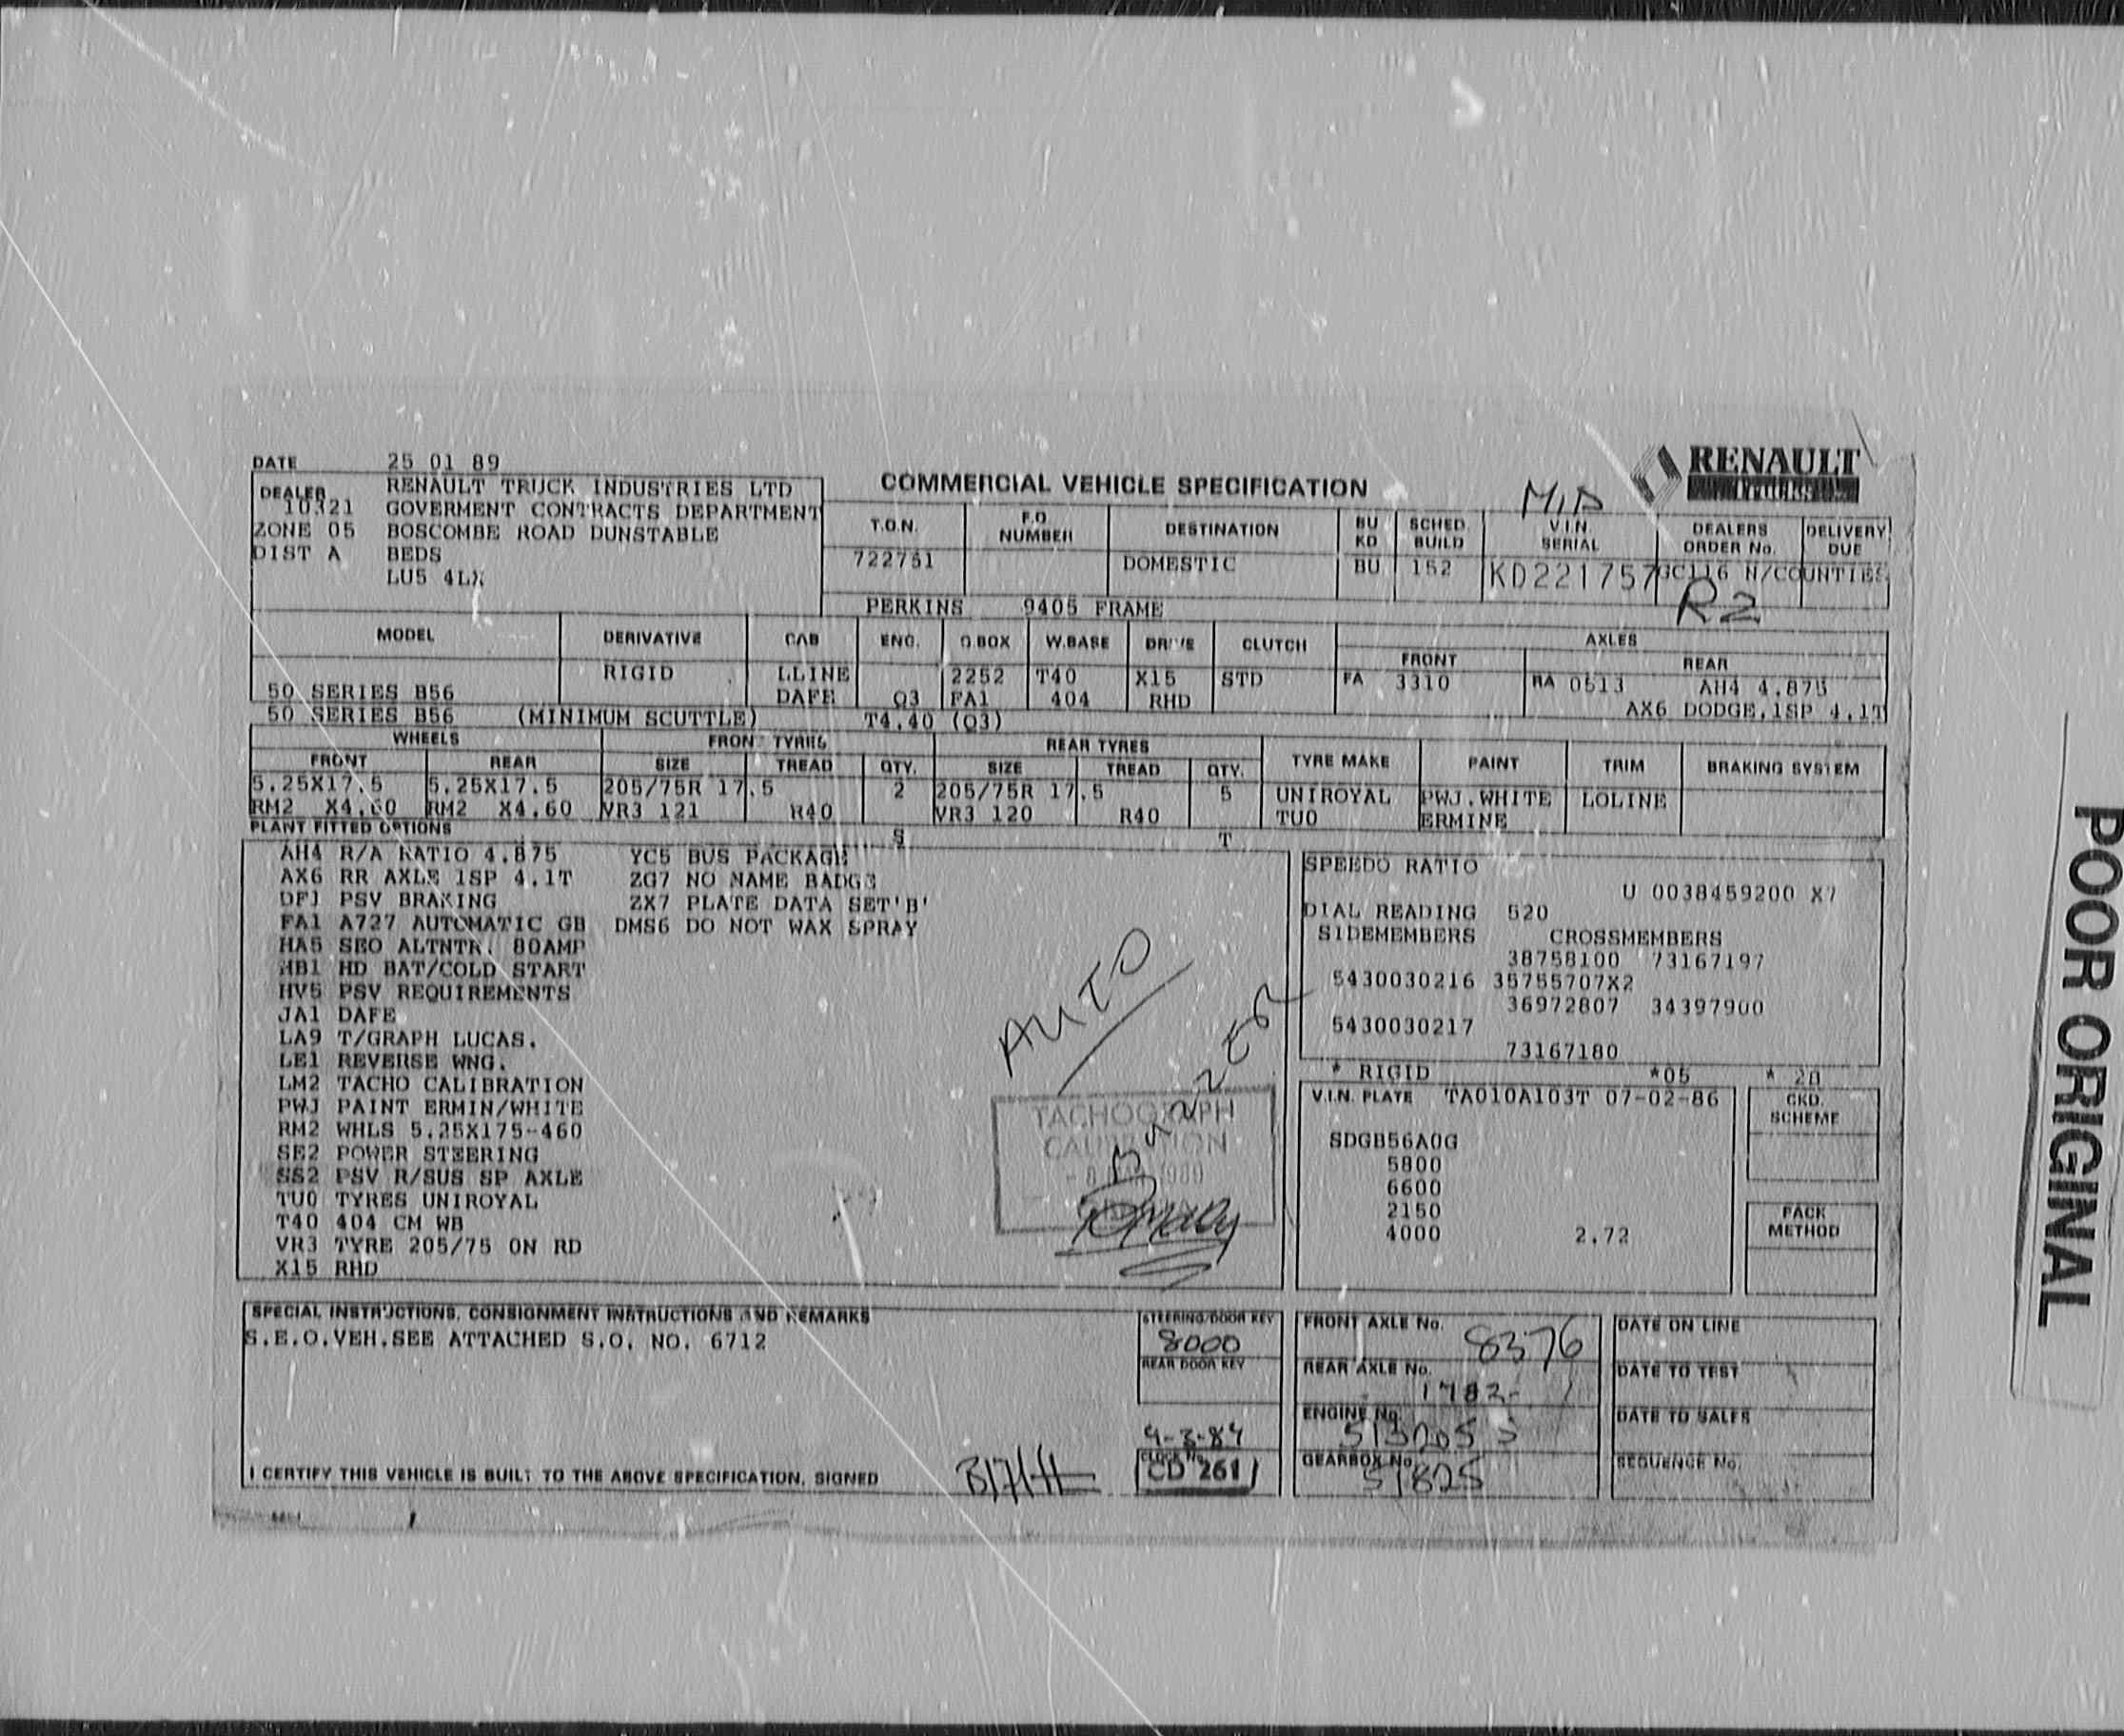 DATE 25 01 89
RENAULT
DEALER RENAULT TRUCK INDUSTRIES LTD
10321 GOVERMENT CONTRACTS DEPARTMENT
ZONE 05 BOSCOMBE ROAD DUNSTABLE
DIST A BEDS
LU5 4LX
COMMERCIAL VEHICLE SPECIFICATION
T.O.N. F.O. NUMBER DESTINATION BU KD SCHED. BUILD V.I.N. SERIAL DEALERS ORDER No. DELIVERY DUE
722751 DOMESTIC BU 152 KD221757 GC116 N/COUNTIES
R2
PERKINS 9405 FRAME
MODEL DERIVATIVE CAB ENG. G.BOX W.BASE DRIVE CLUTCH AXLES
FRONT REAR
RIGID LLINE 2252 T40 X15 STD FA 3310 RA 0513 AH4 4.875
50 SERIES B56 DAFE Q3 FA1 404 RHD AX6 DODGE.1SP 4.1T
50 SERIES B56 (MINIMUM SCUTTLE) T4.40 (Q3)
WHEELS FRONT TYRES REAR TYRES TYRE MAKE PAINT TRIM BRAKING SYSTEM
FRONT REAR SIZE TREAD QTY. SIZE TREAD QTY.
5.25X17.5 5.25X17.5 205/75R 17.5 2 205/75R 17.5 5 UNIROYAL PWJ.WHITE LOLINE
RM2 X4.60 RM2 X4.60 VR3 121 R40 VR3 120 R40 TU0 ERMINE
PLANT FITTED OPTIONS S T
AH4 R/A RATIO 4.875 YC5 BUS PACKAGE
AX6 RR AXLE 1SP 4.1T ZG7 NO NAME BADGE
DFJ PSV BRAKING ZX7 PLATE DATA SET'B'
FA1 A727 AUTOMATIC GB DMS6 DO NOT WAX SPRAY
HA5 SEO ALTNTR. 80AMP
HB1 HD BAT/COLD START
HV5 PSV REQUIREMENTS
JA1 DAFE
LA9 T/GRAPH LUCAS.
LE1 REVERSE WNG.
LM2 TACHO CALIBRATION
PWJ PAINT ERMIN/WHITE
RM2 WHLS 5.25X175-460
SE2 POWER STEERING
SS2 PSV R/SUS SP AXLE
TU0 TYRES UNIROYAL
T40 404 CM WB
VR3 TYRE 205/75 ON RD
X15 RHD
AUTO
TACHOGRAPH
CALIBRATION
SPEEDO RATIO
U 0038459200 X7
DIAL READING 520
SIDEMEMBERS CROSSMEMBERS
38758100 73167197
5430030216 35755707X2
36972807 34397900
5430030217
73167180
* RIGID *05 * 20
V.I.N. PLATE TA010A103T 07-02-86
SDGB56A0G
5800
6600
2150
4000 2.72
CKD. SCHEME
PACK METHOD
SPECIAL INSTRUCTIONS, CONSIGNMENT INSTRUCTIONS AND REMARKS
S.E.O.VEH.SEE ATTACHED S.O. NO. 6712
I CERTIFY THIS VEHICLE IS BUILT TO THE ABOVE SPECIFICATION, SIGNED
STEERING/DOOR KEY
8000
REAR DOOR KEY
CLOCK No.
CD 261
FRONT AXLE No. 8376
REAR AXLE No.
ENGINE No.
GEARBOX No. 51825
DATE ON LINE
DATE TO TEST
DATE TO SALES
SEQUENCE No.
POOR ORIGINAL